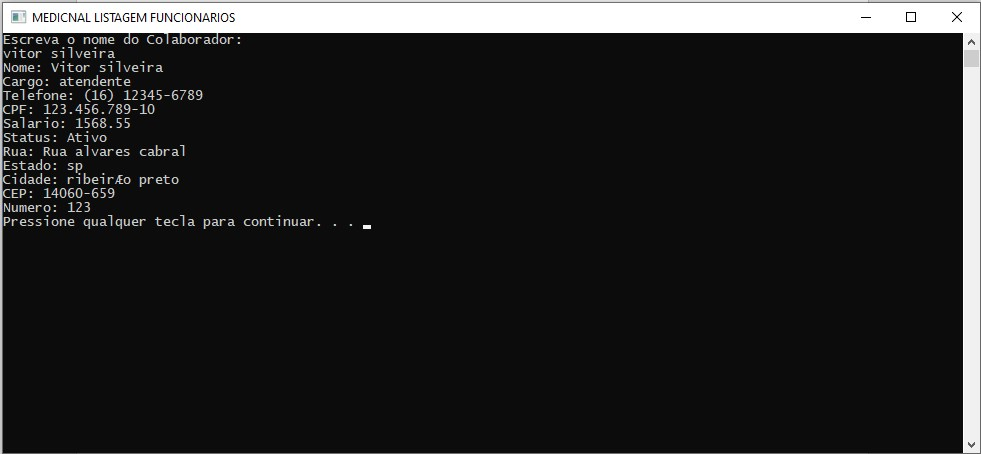 MEDICNAL LISTAGEM FUNCIONARIOS
Escreva o nome do Colaborador:
vitor silveira
Nome: Vitor silveira
Cargo: atendente
Telefone: (16) 12345-6789
CPF: 123.456.789-10
Salario: 1568.55
Status: Ativo
Rua: Rua alvares cabral
Estado: sp
Cidade: ribeirÆo preto
CEP: 14060-659
Numero: 123
Pressione qualquer tecla para continuar. . .